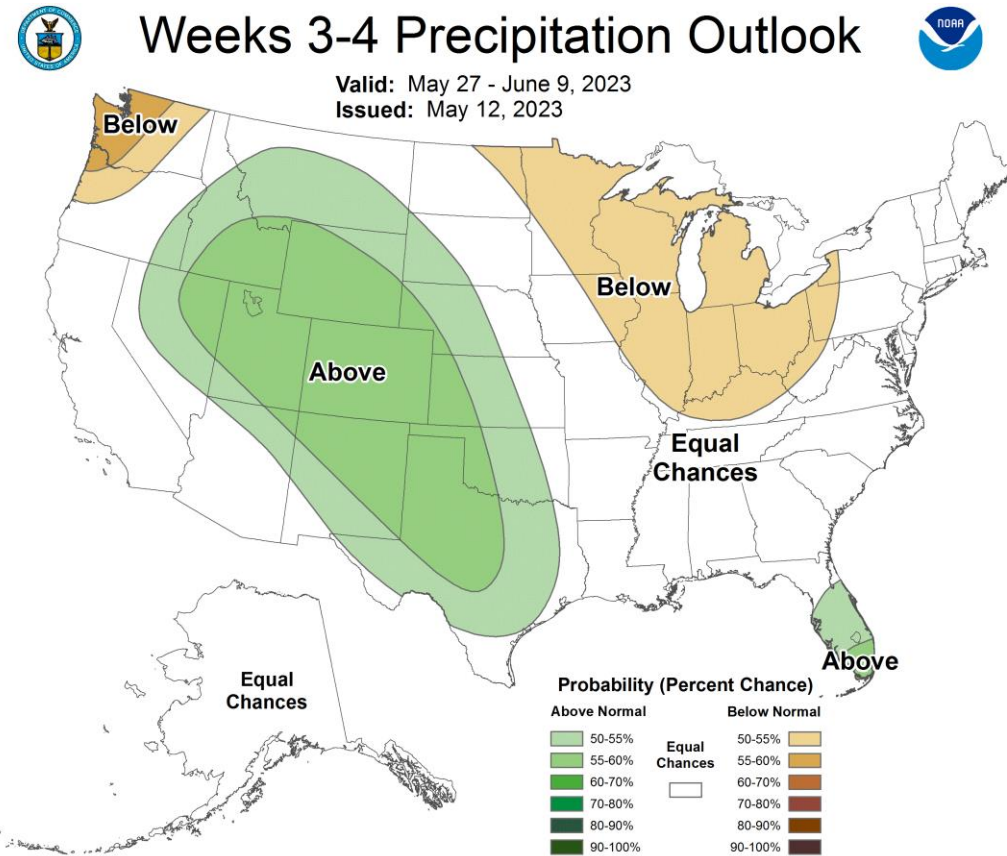 Weeks 3-4 Precipitation Outlook
NOAA
Valid: May 27 - June 9, 2023
Issued: May 12, 2023
Below
Below
Above
Equal
Chances
Above
Equal
Chances
Probability (Percent Chance)
Above Normal
50-55%
55-60%
60-70%
70-80%
80-90%
90-100%
Equal
Chances
Below Normal
50-55%
55-60%
60-70%
70-80%
80-90%
90-100%